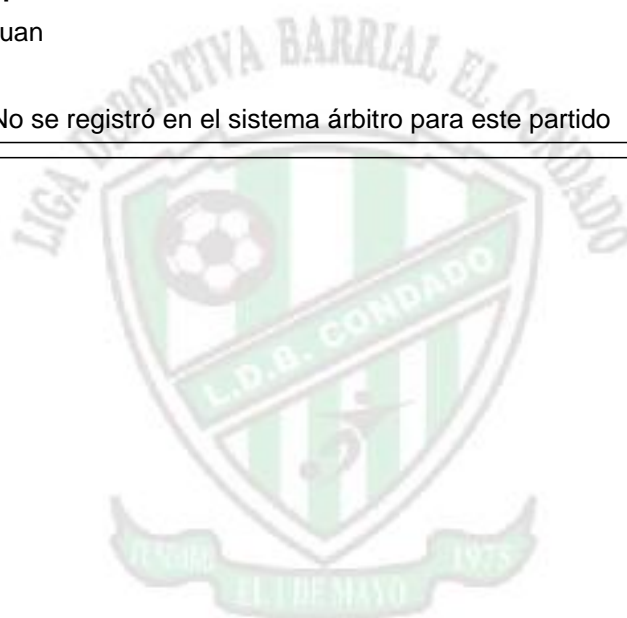 uan
No se registró en el sistema árbitro para este partido
LIGA DEPORTIVA BARRIAL EL CONDADO
L.D.B. CONDADO
1975
EL 1 DE MAYO